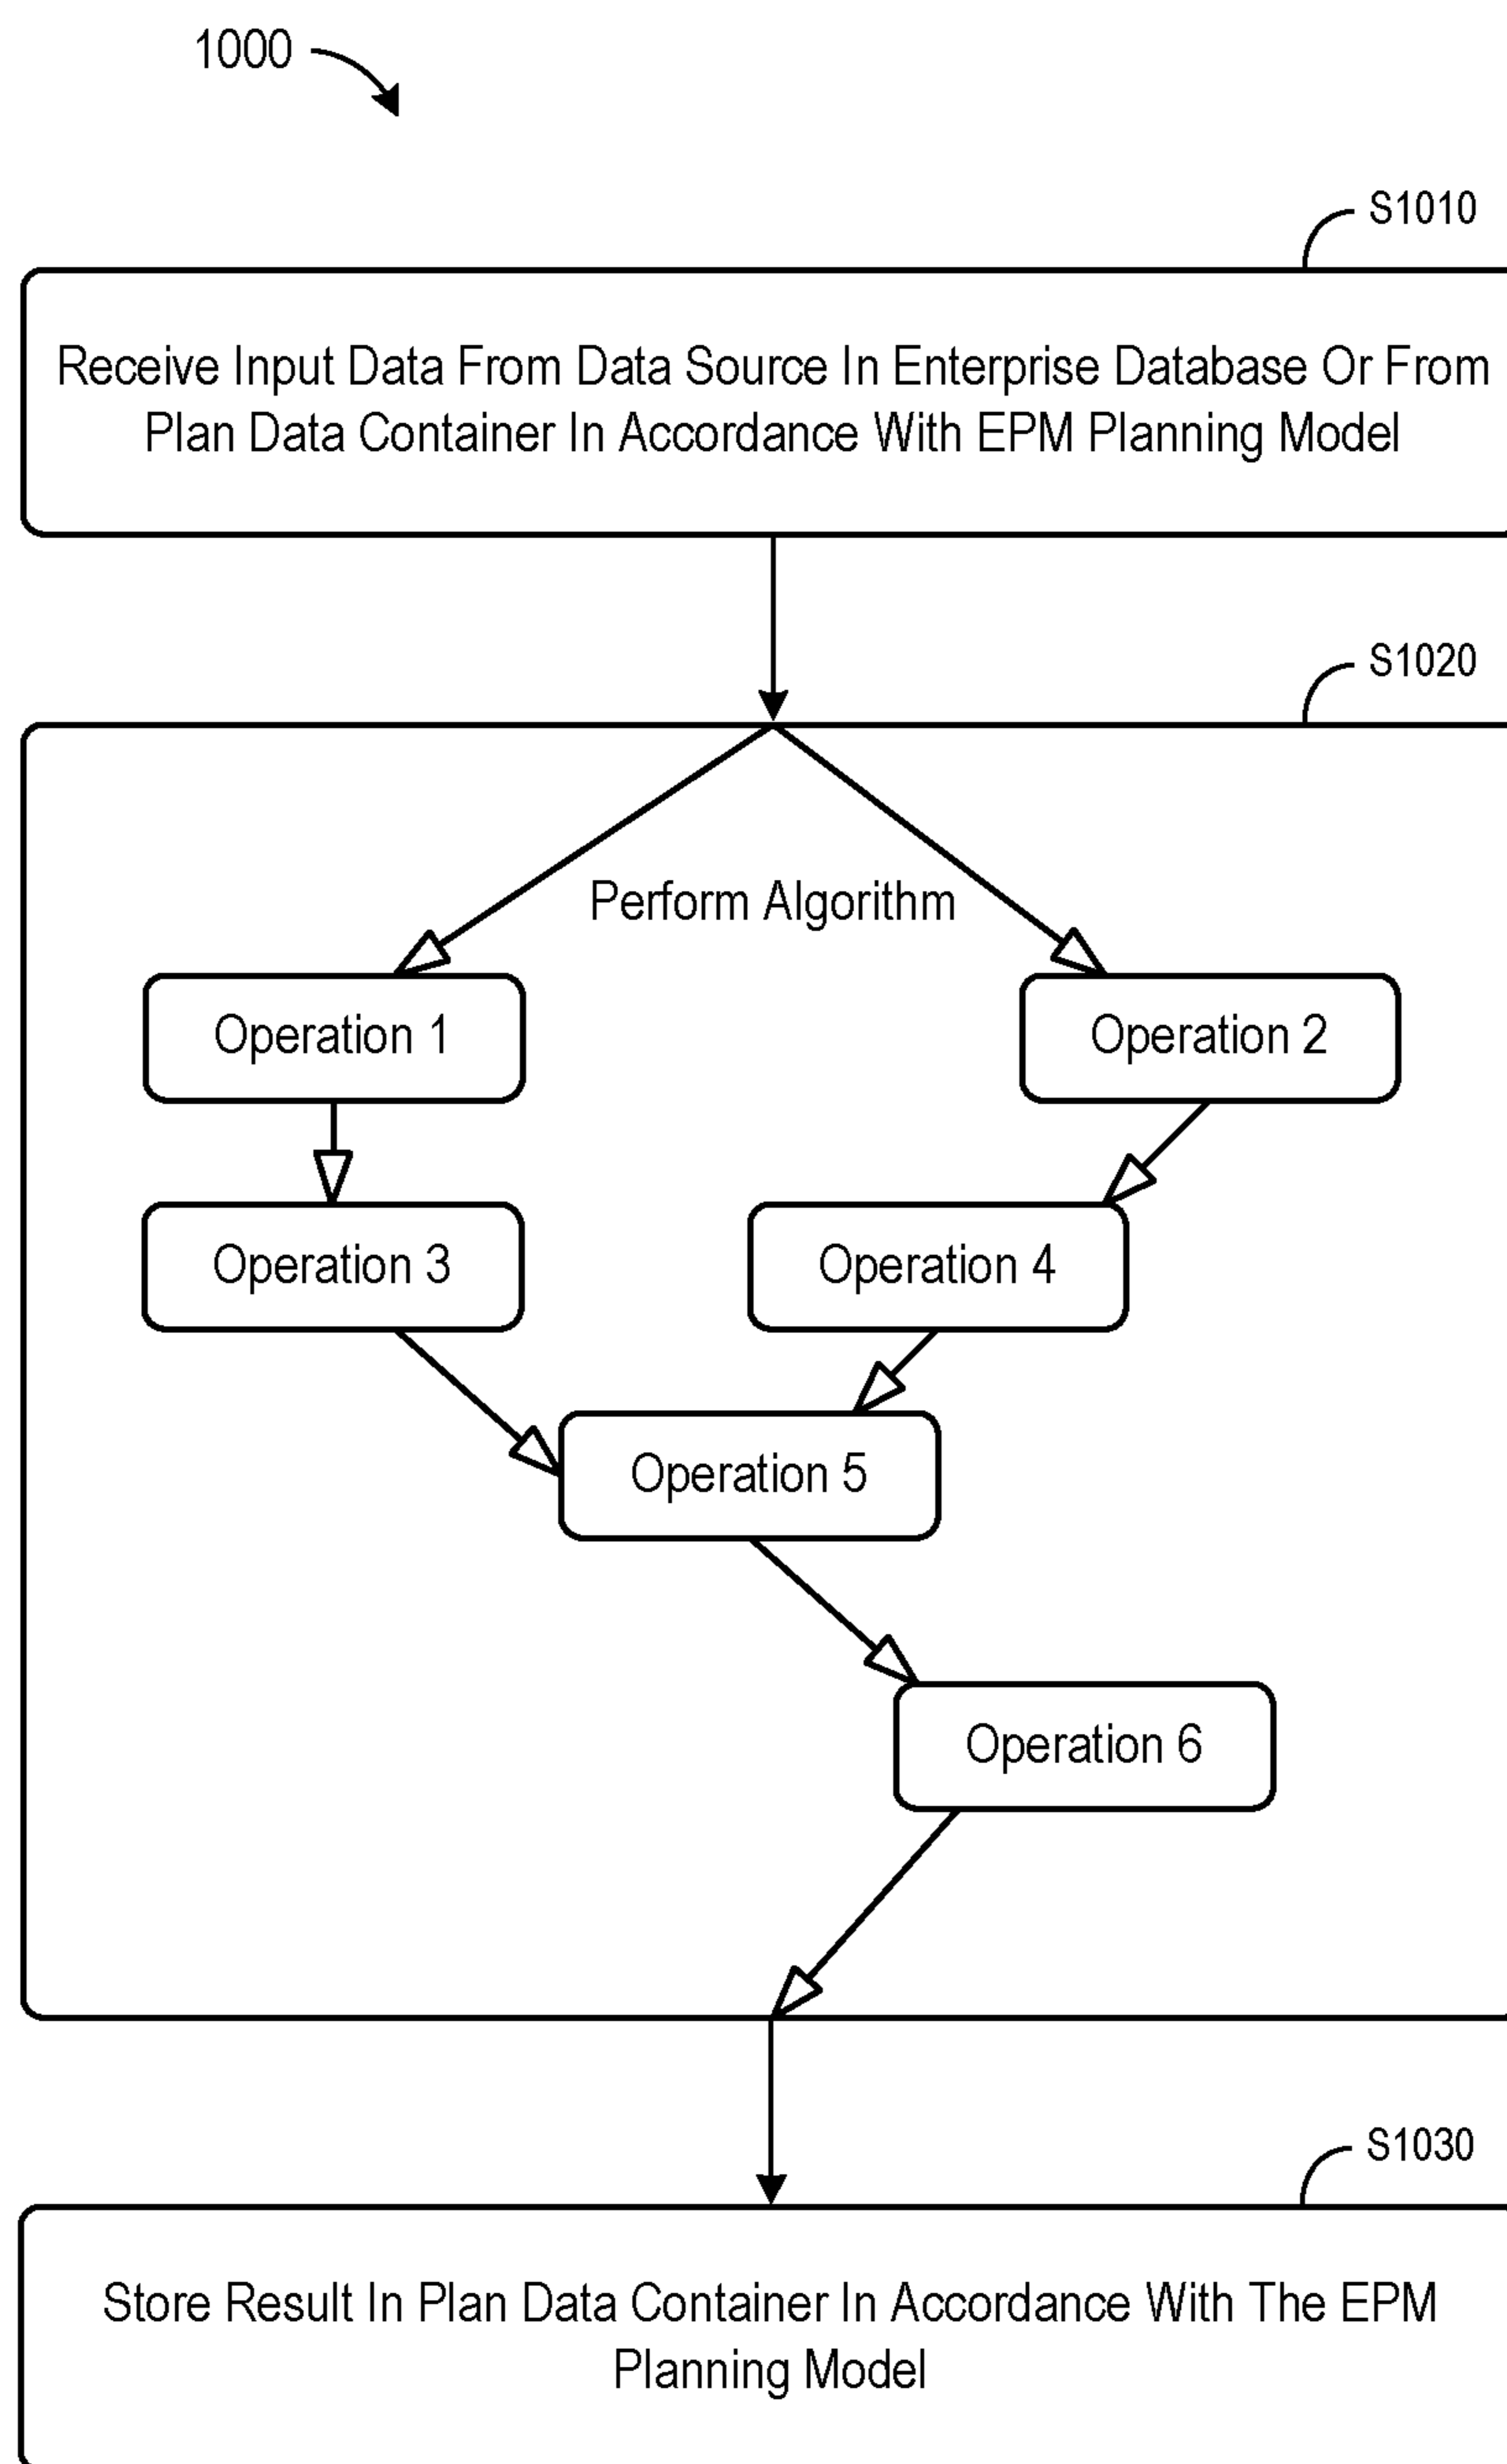 1000
S1010
Receive Input Data From Data Source In Enterprise Database Or From
Plan Data Container In Accordance With EPM Planning Model
S1020
Perform Algorithm
Operation 1
Operation 2
Operation 3
Operation 4
Operation 5
Operation 6
S1030
Store Result In Plan Data Container In Accordance With The EPM
Planning Model